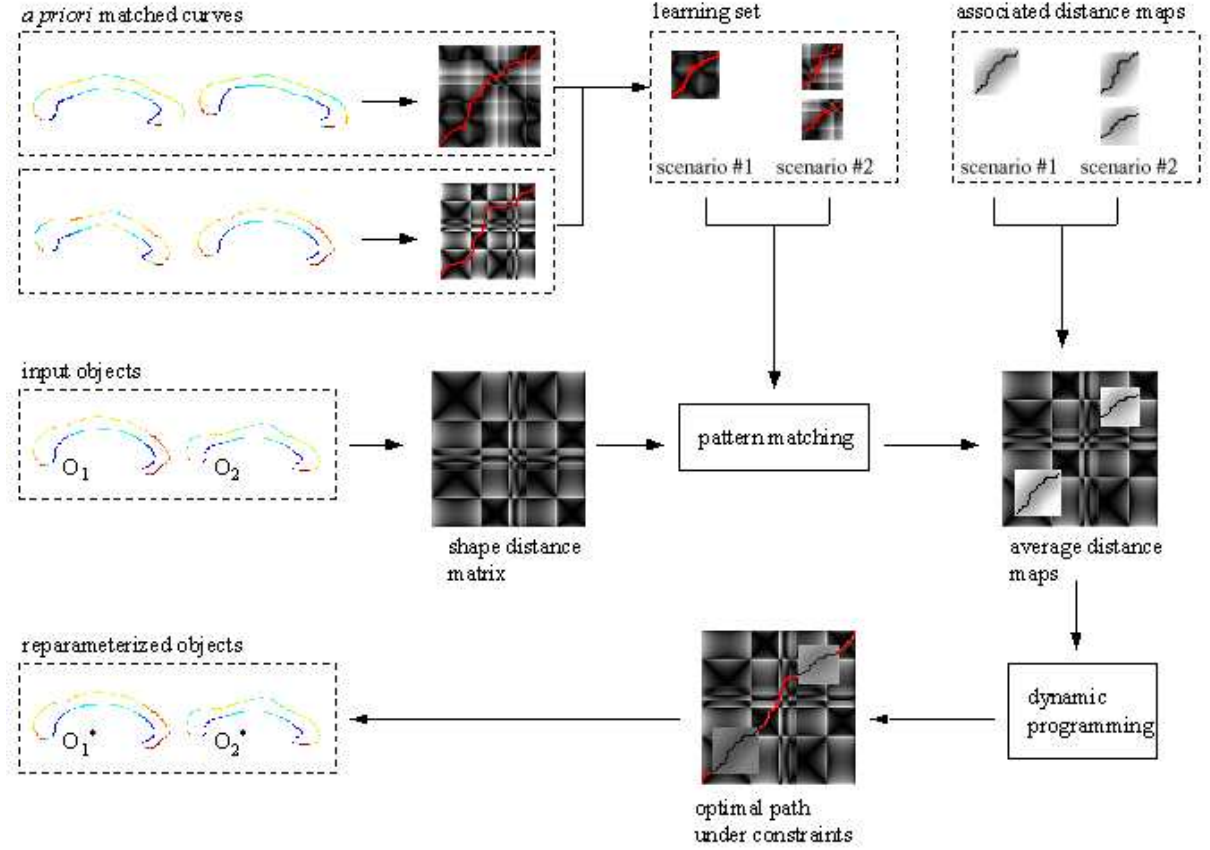 a priori matched curves
learning set
associated distance maps
scenario #1 scenario #2
scenario #1 scenario #2
input objects
O1 O2
pattern matching
shape distance
matrix
average distance
maps
reparameterized objects
O1* O2*
dynamic
programming
optimal path
under constraints